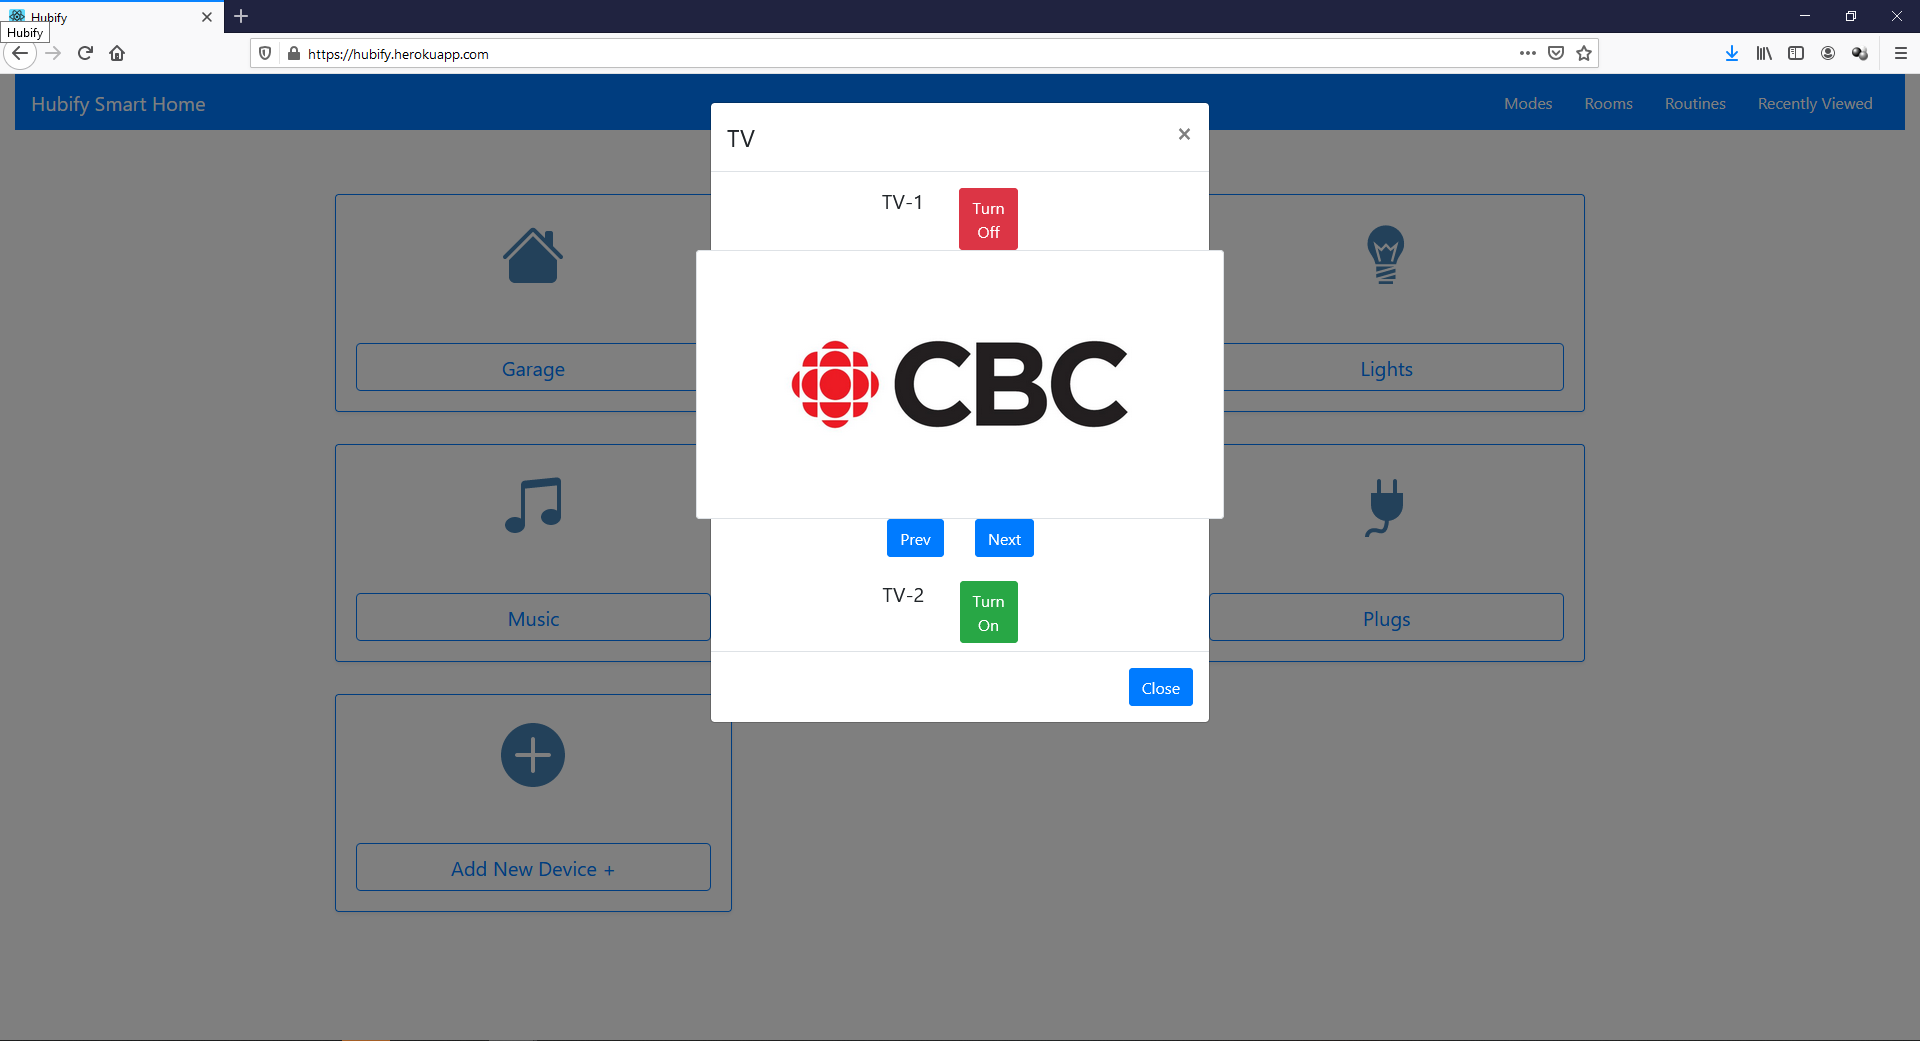 Hubify
Hubify
https://hubify.herokuapp.com
Hubify Smart Home
Modes
Rooms
Routines
Recently Viewed
TV
×
TV-1
Turn
Off
CBC
Prev
Next
TV-2
Turn
On
Close
Garage
Lights
Music
Plugs
Add New Device +